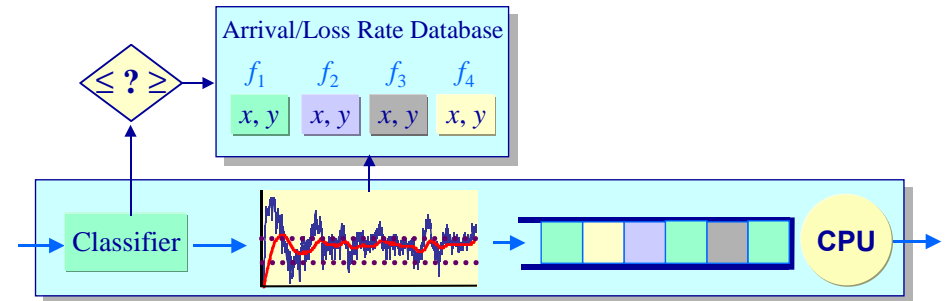 Arrival/Loss Rate Database
f₁ f₂ f₃ f₄
≤ ? ≥
x, y x, y x, y x, y
Classifier
CPU